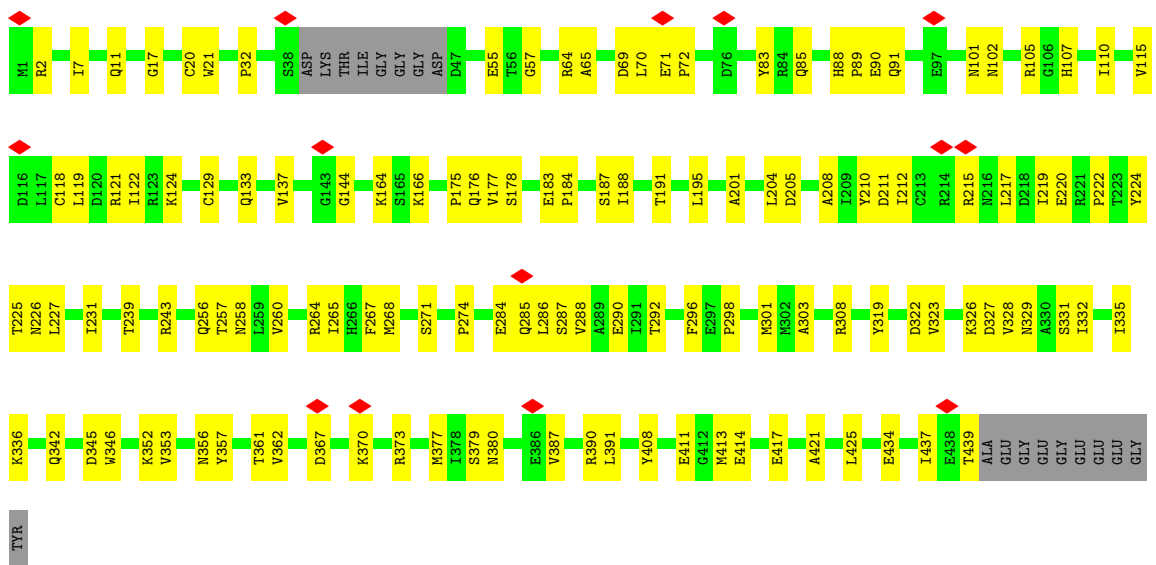 M1 R2 I7 Q11 G17 C20 W21 P32 S38 ASP LYS THR ILE GLY GLY GLY ASP D47 E55 T56 G57 R64 A65 D69 L70 E71 P72 D76 Y83 R84 Q85 H88 P89 E90 Q91 E97 N101 N102 R105 G106 H107 I110 V115
D116 L117 C118 L119 D120 R121 I122 R123 K124 C129 Q133 V137 G143 G144 K164 S165 K166 P175 Q176 V177 S178 E183 P184 S187 I188 T191 L195 A201 L204 D205 A208 I209 Y210 D211 I212 C213 R214 R215 N216 L217 D218 I219 E220 R221 P222 T223 Y224
T225 N226 L227 I231 T239 R243 Q256 T257 N258 L259 V260 R264 I265 H266 F267 M268 S271 P274 E284 Q285 L286 S287 V288 A289 E290 I291 T292 F296 E297 P298 M301 M302 A303 R308 Y319 D322 V323 K326 D327 V328 N329 A330 S331 I332 I335
K336 Q342 D345 W346 K352 V353 N356 Y357 T361 V362 D367 K370 R373 M377 I378 S379 N380 E386 V387 R390 L391 Y408 E411 G412 M413 E414 E417 A421 L425 E434 I437 E438 T439 ALA GLU GLY GLU GLY GLU GLU GLU GLY
TYR